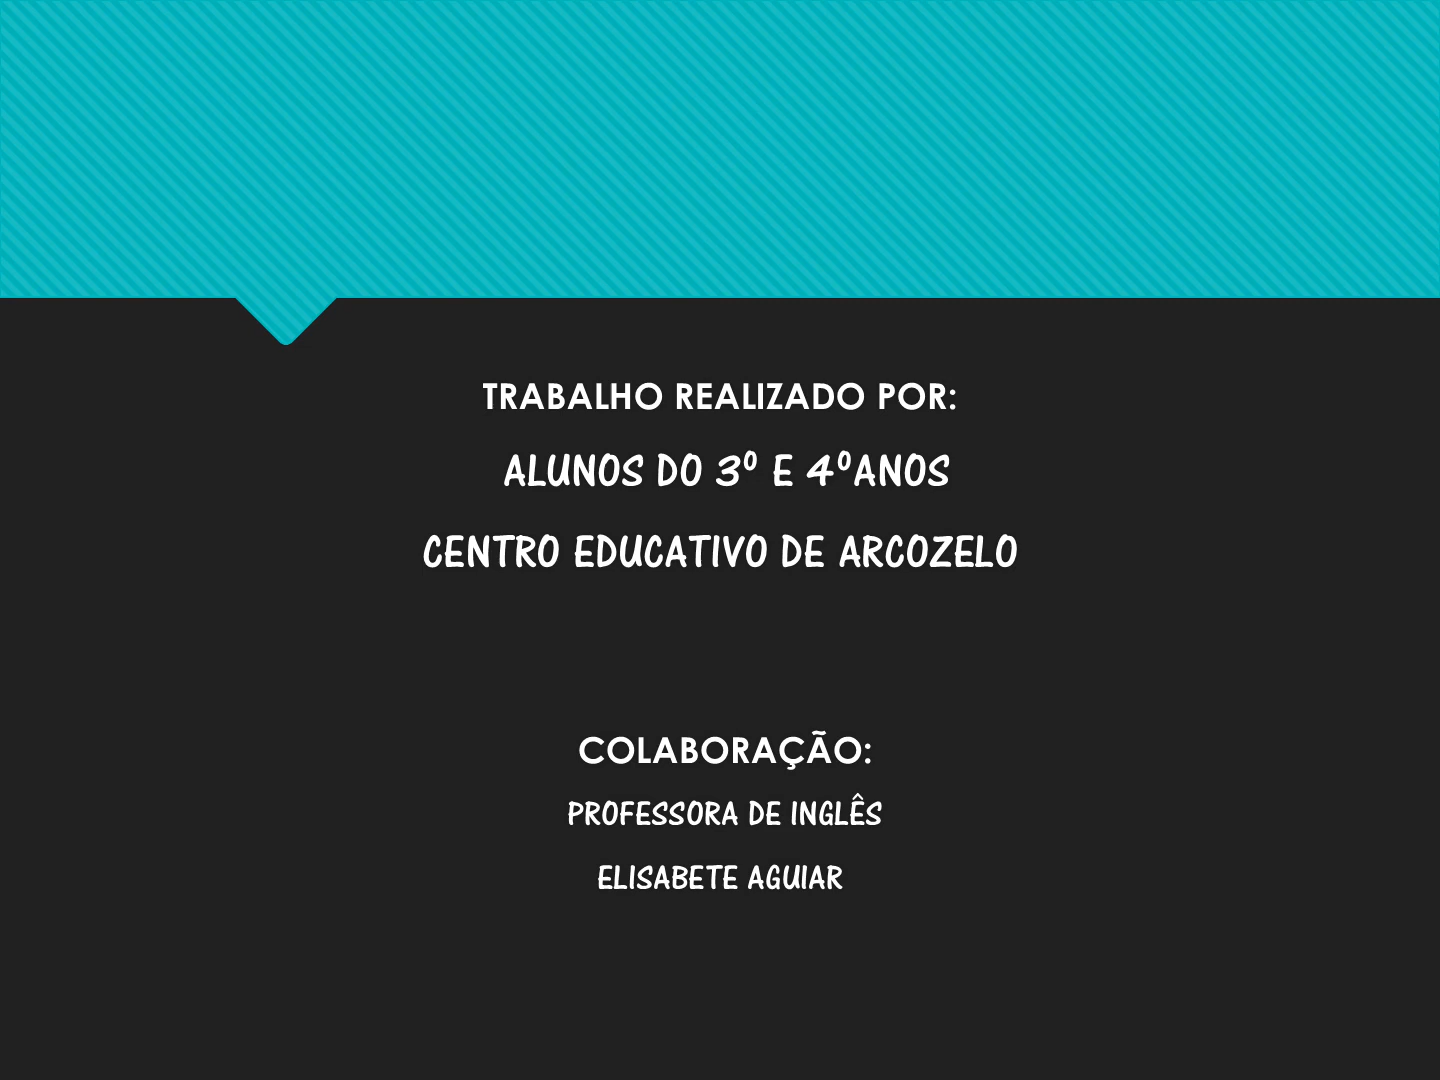 TRABALHO REALIZADO POR:
ALUNOS DO 3º E 4ºANOS
CENTRO EDUCATIVO DE ARCOZELO
COLABORAÇÃO:
PROFESSORA DE INGLÊS
ELISABETE AGUIAR